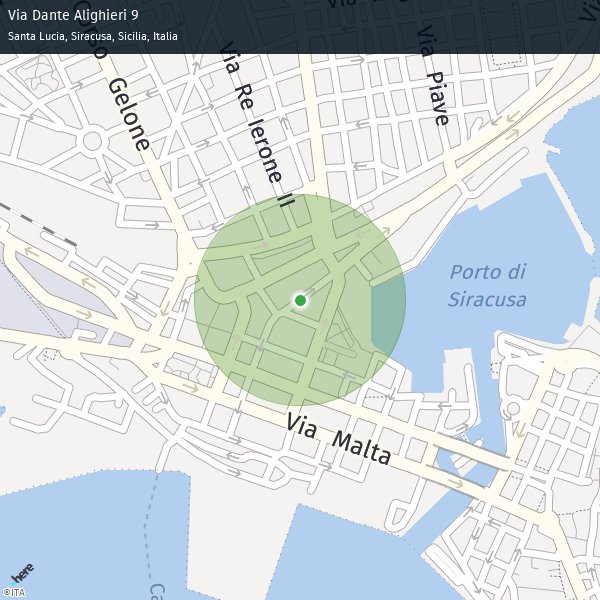 Via Dante Alighieri 9
Santa Lucia, Siracusa, Sicilia, Italia
Corso Gelone
Via Re Ierone II
Via Piave
Porto di
Siracusa
Via Malta
here
©ITA